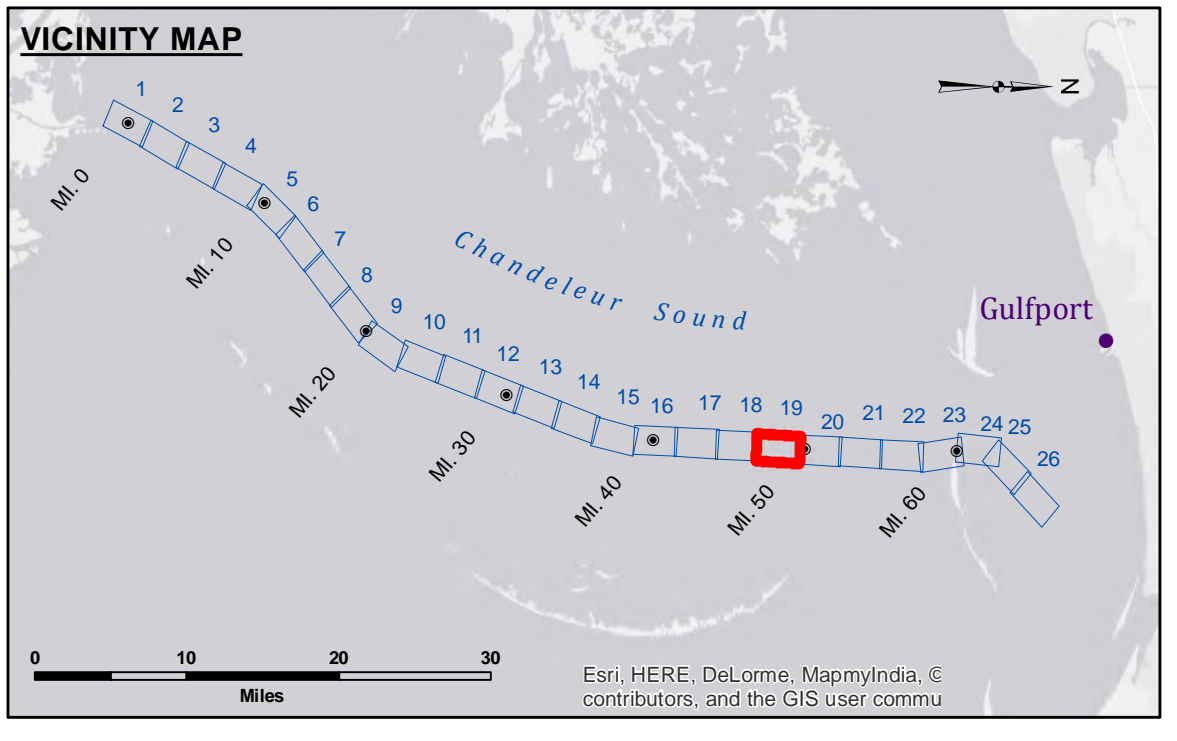 VICINITY MAP
N
1
2
3
4
5
6
7
8
9
10
11
12
13
14
15
16
17
18
19
20
21
22
23
24
25
26
MI. 0
MI. 10
MI. 20
MI. 30
MI. 40
MI. 50
MI. 60
Chandeleur Sound
Gulfport
0 10 20 30
Miles
Esri, HERE, DeLorme, MapmyIndia, ©
contributors, and the GIS user commu